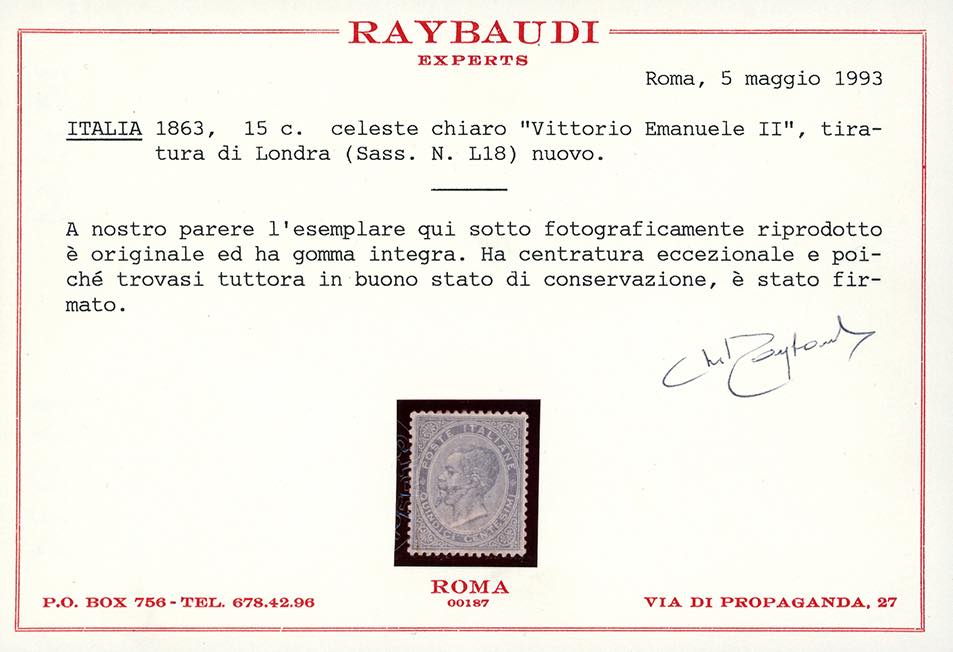 RAYBAUDI
EXPERTS
Roma, 5 maggio 1993
ITALIA 1863, 15 c. celeste chiaro "Vittorio Emanuele II", tira-
tura di Londra (Sass. N. L18) nuovo.
A nostro parere l'esemplare qui sotto fotograficamente riprodotto
è originale ed ha gomma integra. Ha centratura eccezionale e poi-
ché trovasi tuttora in buono stato di conservazione, è stato fir-
mato.
POSTE ITALIANE
QUINDICI CENTESIMI
ROMA
00187
P.O. BOX 756 - TEL. 678.42.96
VIA DI PROPAGANDA, 27